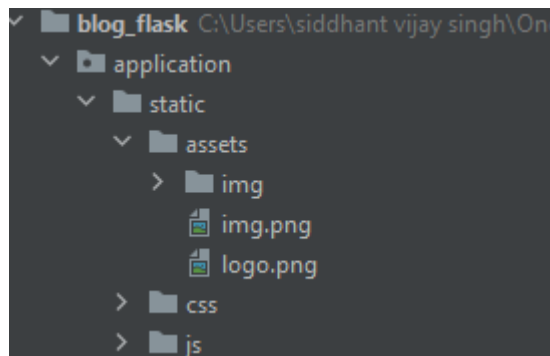 blog_flask C:\Users\siddhant vijay singh\On
application
static
assets
img
img.png
logo.png
css
js